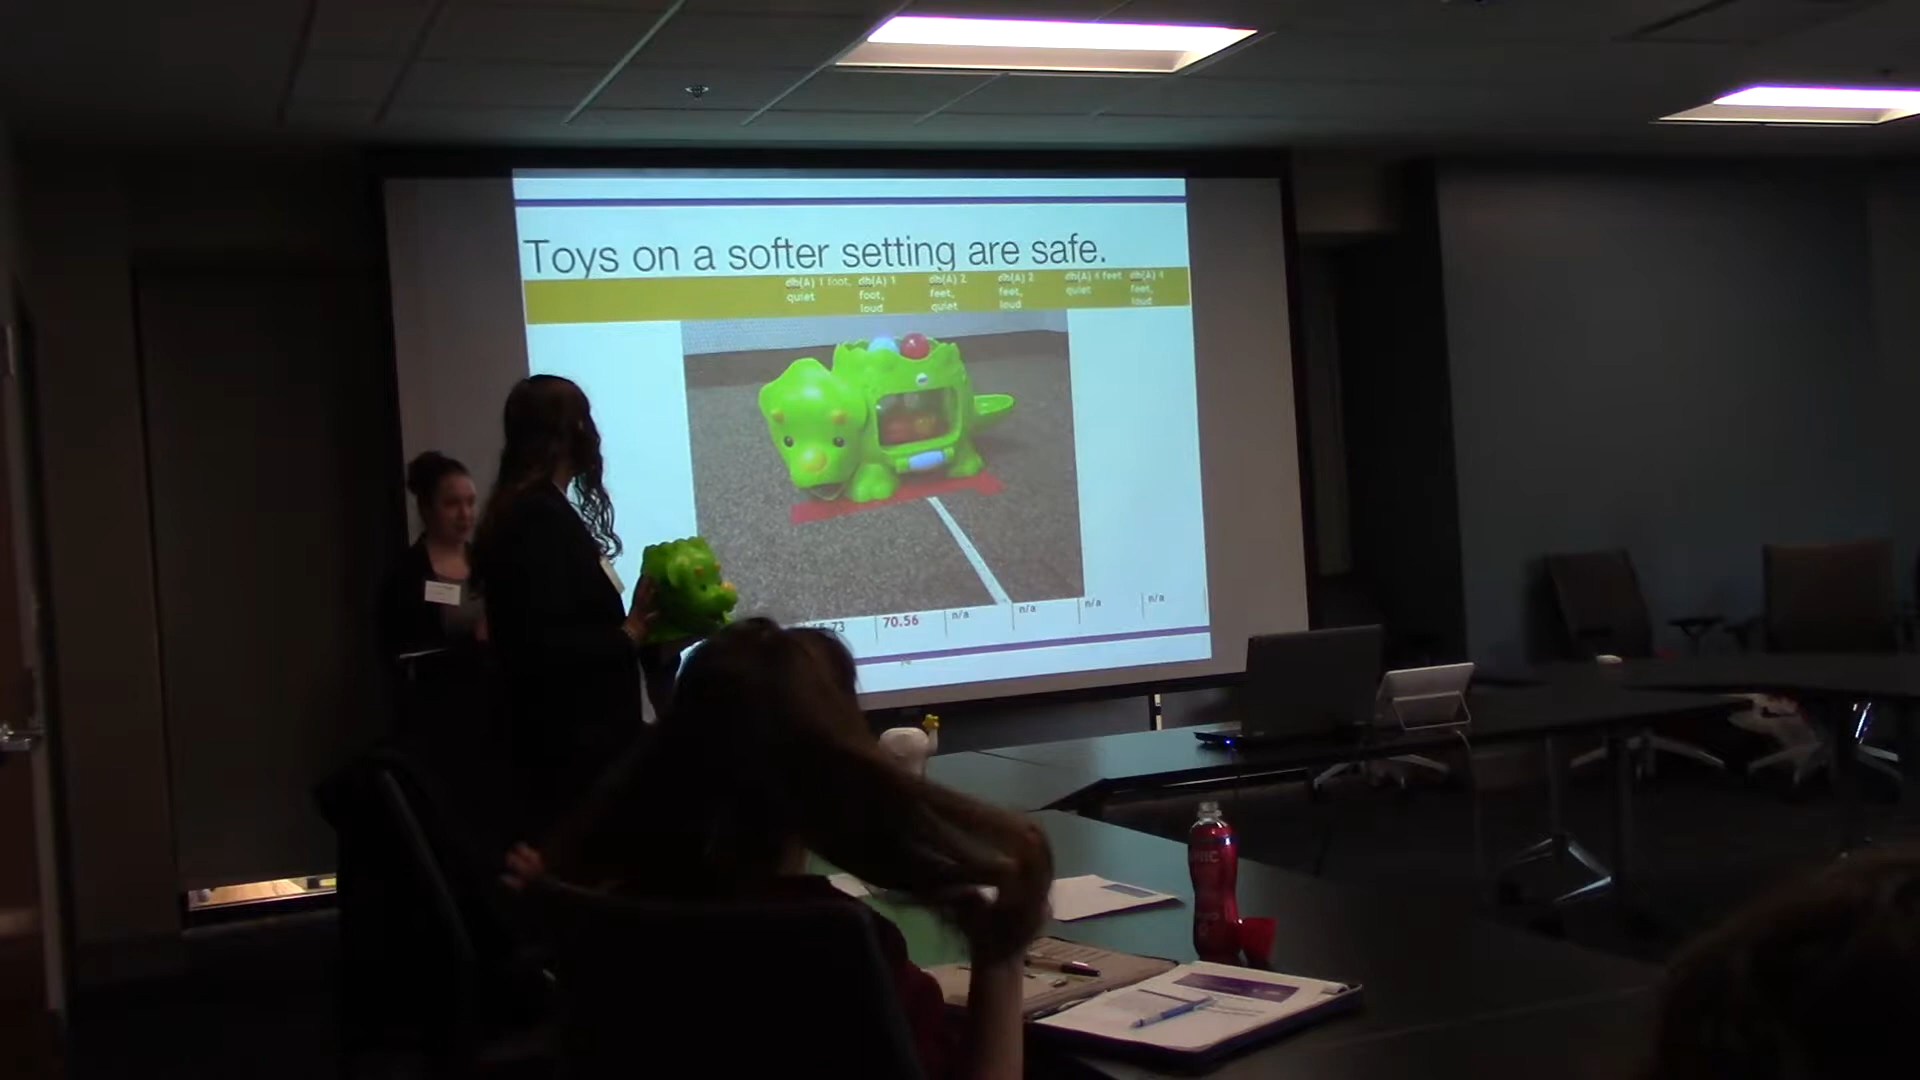 Toys on a softer setting are safe.
db(A) 1 foot, quiet
db(A) 1 foot, loud
db(A) 2 feet, quiet
db(A) 2 feet, loud
db(A) 4 feet quiet
db(A) 4 feet, loud
70.56 n/a n/a n/a n/a